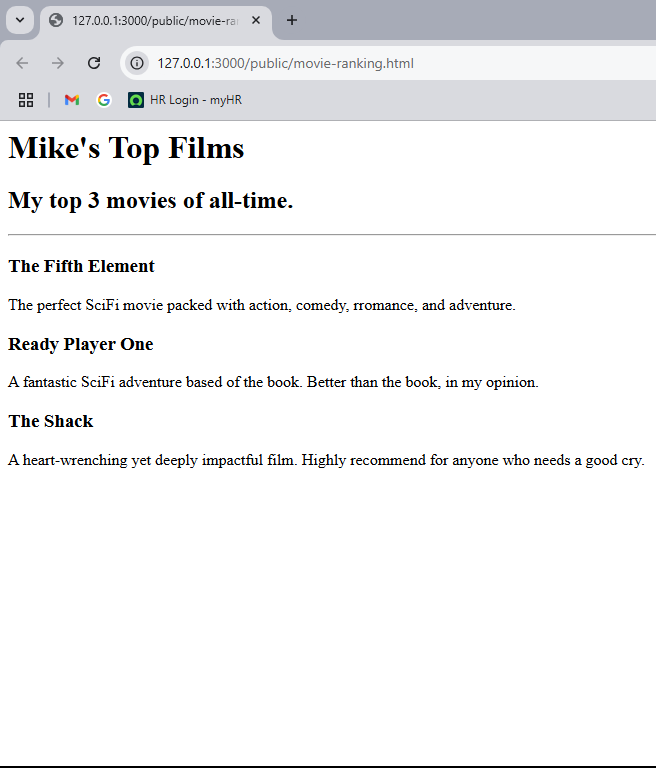 127.0.0.1:3000/public/movie-ra
127.0.0.1:3000/public/movie-ranking.html
HR Login - myHR
Mike's Top Films
My top 3 movies of all-time.
The Fifth Element
The perfect SciFi movie packed with action, comedy, rromance, and adventure.
Ready Player One
A fantastic SciFi adventure based of the book. Better than the book, in my opinion.
The Shack
A heart-wrenching yet deeply impactful film. Highly recommend for anyone who needs a good cry.